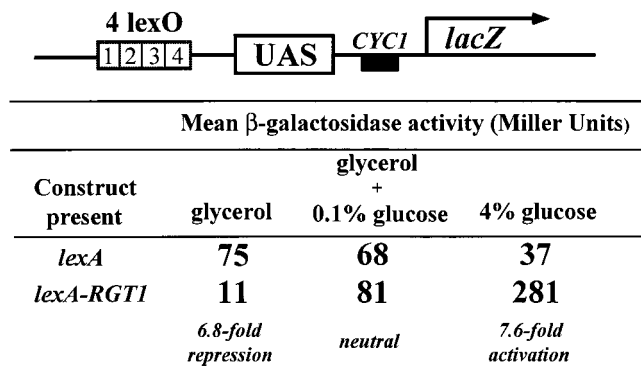 4 lexO
1 2 3 4
UAS
CYC1
lacZ
Mean β-galactosidase activity (Miller Units)
Construct present
glycerol
glycerol + 0.1% glucose
4% glucose
lexA 75 68 37
lexA-RGT1 11 81 281
6.8-fold repression
neutral
7.6-fold activation